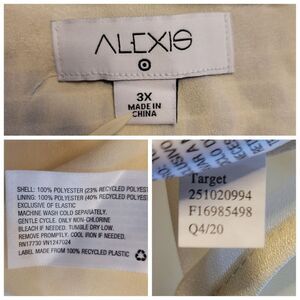 ALEXIS
3X
MADE IN
CHINA
SHELL: 100% POLYESTER (23% RECYCLED POLYES
LINING: 100% POLYESTER (40% RECYCLED POLYES
EXCLUSIVE OF ELASTIC
MACHINE WASH COLD SEPARATELY.
GENTLE CYCLE. ONLY NON-CHLORINE
BLEACH IF NEEDED. TUMBLE DRY LOW.
REMOVE PROMPTLY. COOL IRON IF NEEDED.
RN17730 VN1247024
LABEL MADE FROM 100% RECYCLED PLASTIC
Target
251020994
F16985498
Q4/20